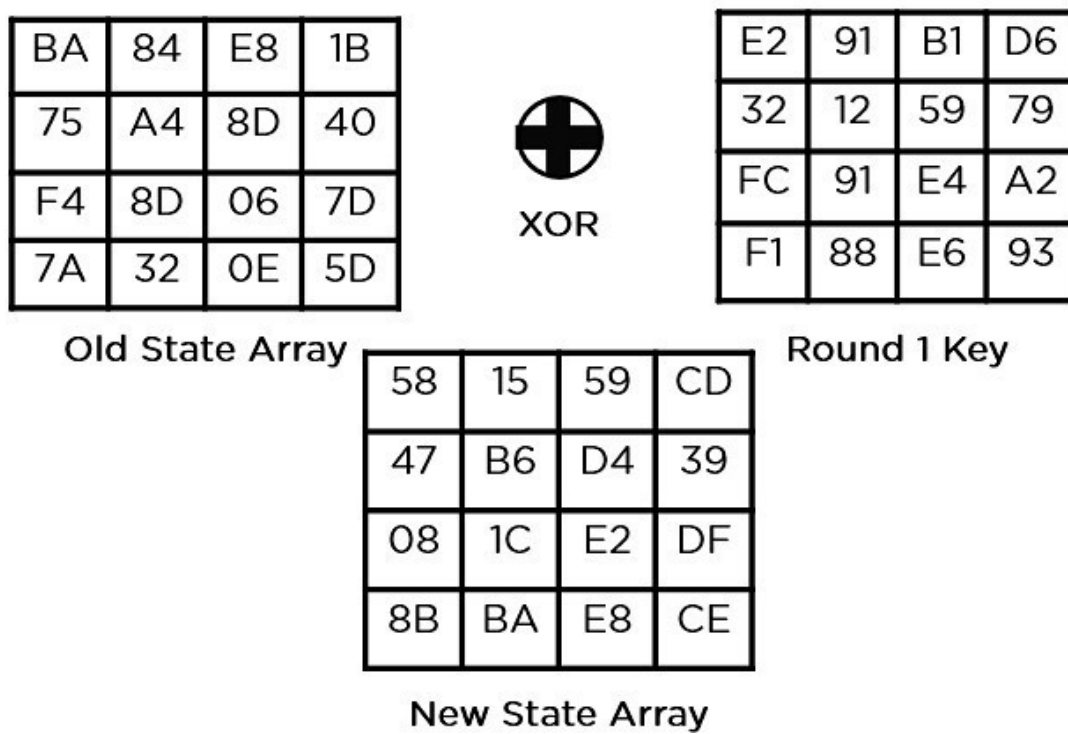 BA 84 E8 1B
75 A4 8D 40
F4 8D 06 7D
7A 32 0E 5D
Old State Array
XOR
E2 91 B1 D6
32 12 59 79
FC 91 E4 A2
F1 88 E6 93
Round 1 Key
58 15 59 CD
47 B6 D4 39
08 1C E2 DF
8B BA E8 CE
New State Array